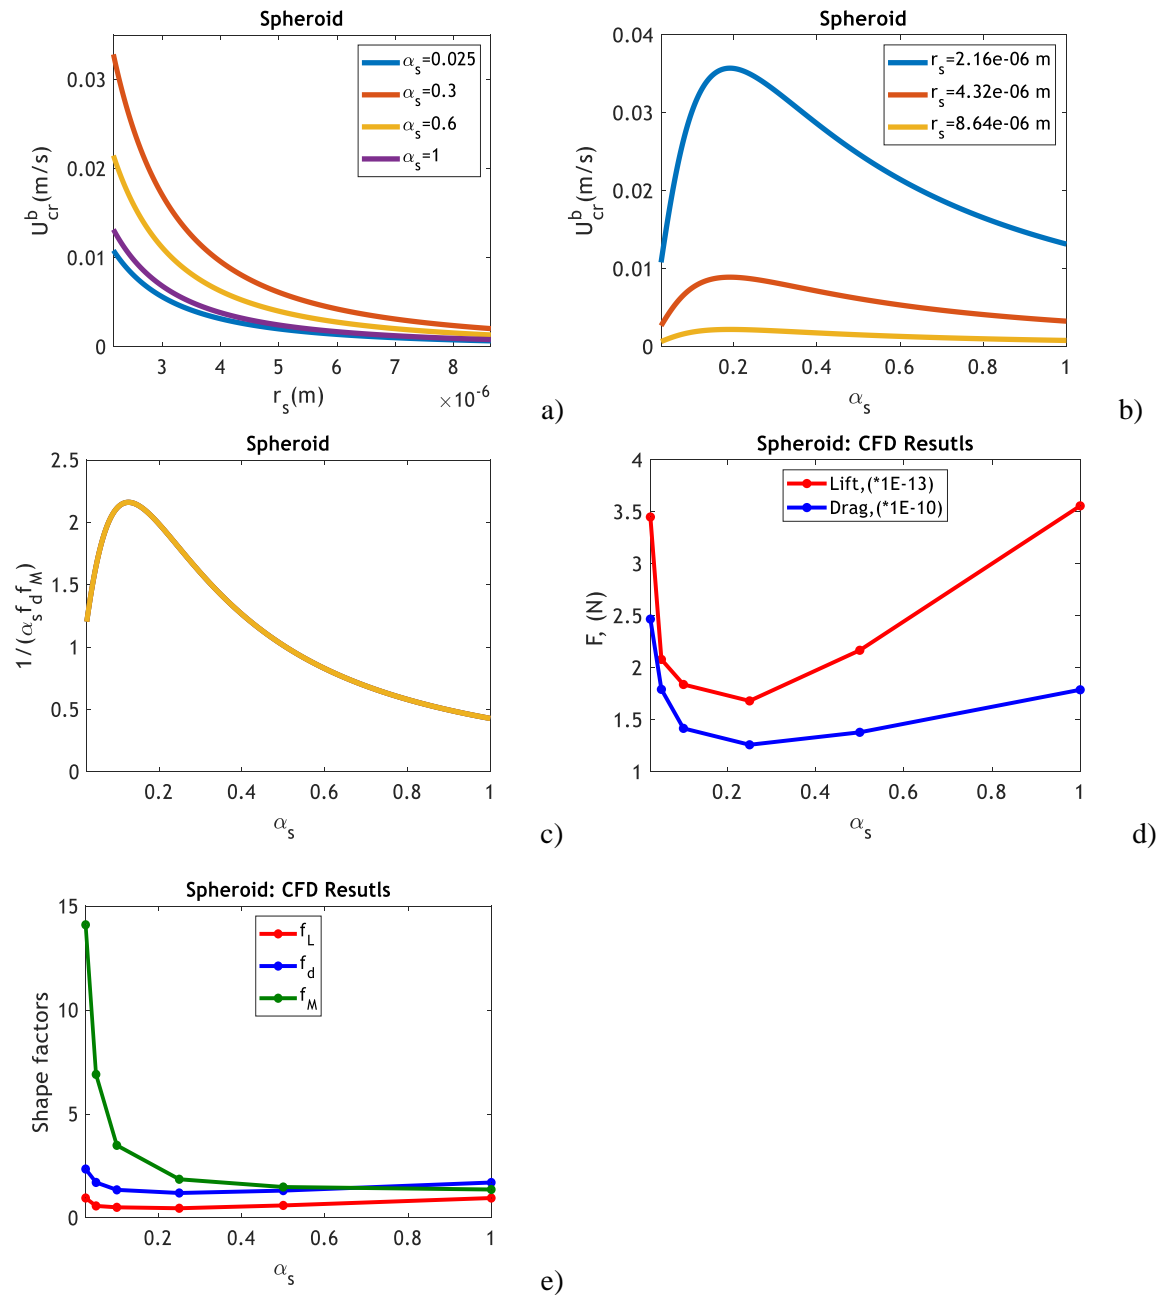 Spheroid
U_cr^b(m/s)
0.03
0.02
0.01
0
α_s=0.025
α_s=0.3
α_s=0.6
α_s=1
3 4 5 6 7 8
r_s(m)
×10^-6
a)
Spheroid
U_cr^b(m/s)
0.04
0.03
0.02
0.01
0
r_s=2.16e-06 m
r_s=4.32e-06 m
r_s=8.64e-06 m
0.2 0.4 0.6 0.8 1
α_s
b)
Spheroid
1/(α_s f_d f_M)
2.5
2
1.5
1
0.5
0
0.2 0.4 0.6 0.8 1
α_s
c)
Spheroid: CFD Resutls
F, (N)
4
3.5
3
2.5
2
1.5
1
Lift,(*1E-13)
Drag,(*1E-10)
0.2 0.4 0.6 0.8 1
α_s
d)
Spheroid: CFD Resutls
Shape factors
15
10
5
0
f_L
f_d
f_M
0.2 0.4 0.6 0.8 1
α_s
e)